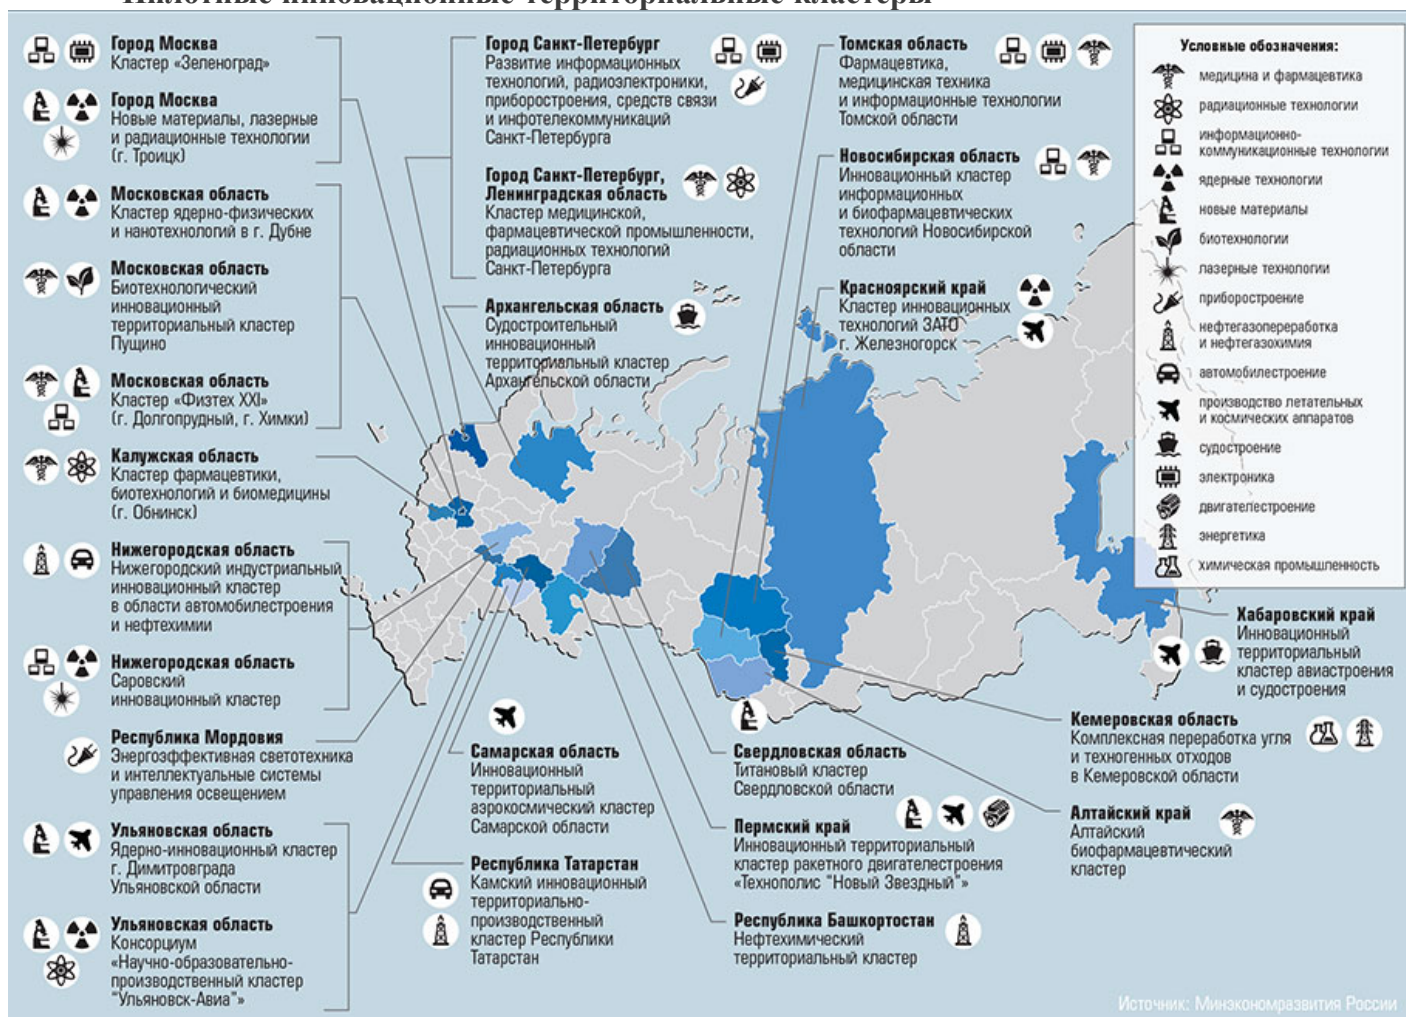 Пилотные инновационные территориальные кластеры
Город Москва
Кластер «Зеленоград»
Город Москва
Новые материалы, лазерные
и радиационные технологии
(г. Троицк)
Московская область
Кластер ядерно-физических
и нанотехнологий в г. Дубне
Московская область
Биотехнологический
инновационный
территориальный кластер
Пущино
Московская область
Кластер «Физтех XXI»
(г. Долгопрудный, г. Химки)
Калужская область
Кластер фармацевтики,
биотехнологий и биомедицины
(г. Обнинск)
Нижегородская область
Нижегородский индустриальный
инновационный кластер
в области автомобилестроения
и нефтехимии
Нижегородская область
Саровский
инновационный кластер
Республика Мордовия
Энергоэффективная светотехника
и интеллектуальные системы
управления освещением
Ульяновская область
Ядерно-инновационный кластер
г. Димитровграда
Ульяновской области
Ульяновская область
Консорциум
«Научно-образовательно-
производственный кластер
"Ульяновск-Авиа"»
Город Санкт-Петербург
Развитие информационных
технологий, радиоэлектроники,
приборостроения, средств связи
и инфотелекоммуникаций
Санкт-Петербурга
Город Санкт-Петербург,
Ленинградская область
Кластер медицинской,
фармацевтической промышленности,
радиационных технологий
Санкт-Петербурга
Архангельская область
Судостроительный
инновационный
территориальный кластер
Архангельской области
Самарская область
Инновационный
территориальный
аэрокосмический кластер
Самарской области
Республика Татарстан
Камский инновационный
территориально-
производственный
кластер Республики
Татарстан
Томская область
Фармацевтика,
медицинская техника
и информационные технологии
Томской области
Новосибирская область
Инновационный кластер
информационных
и биофармацевтических
технологий Новосибирской
области
Красноярский край
Кластер инновационных
технологий ЗАТО
г. Железногорск
Свердловская область
Титановый кластер
Свердловской области
Пермский край
Инновационный территориальный
кластер ракетного двигателестроения
«Технополис "Новый Звездный"»
Республика Башкортостан
Нефтехимический
территориальный кластер
Условные обозначения:
медицина и фармацевтика
радиационные технологии
информационно-
коммуникационные технологии
ядерные технологии
новые материалы
биотехнологии
лазерные технологии
приборостроение
нефтегазопереработка
и нефтегазохимия
автомобилестроение
производство летательных
и космических аппаратов
судостроение
электроника
двигателестроение
энергетика
химическая промышленность
Хабаровский край
Инновационный
территориальный
кластер авиастроения
и судостроения
Кемеровская область
Комплексная переработка угля
и техногенных отходов
в Кемеровской области
Алтайский край
Алтайский
биофармацевтический
кластер
Источник: Минэкономразвития России